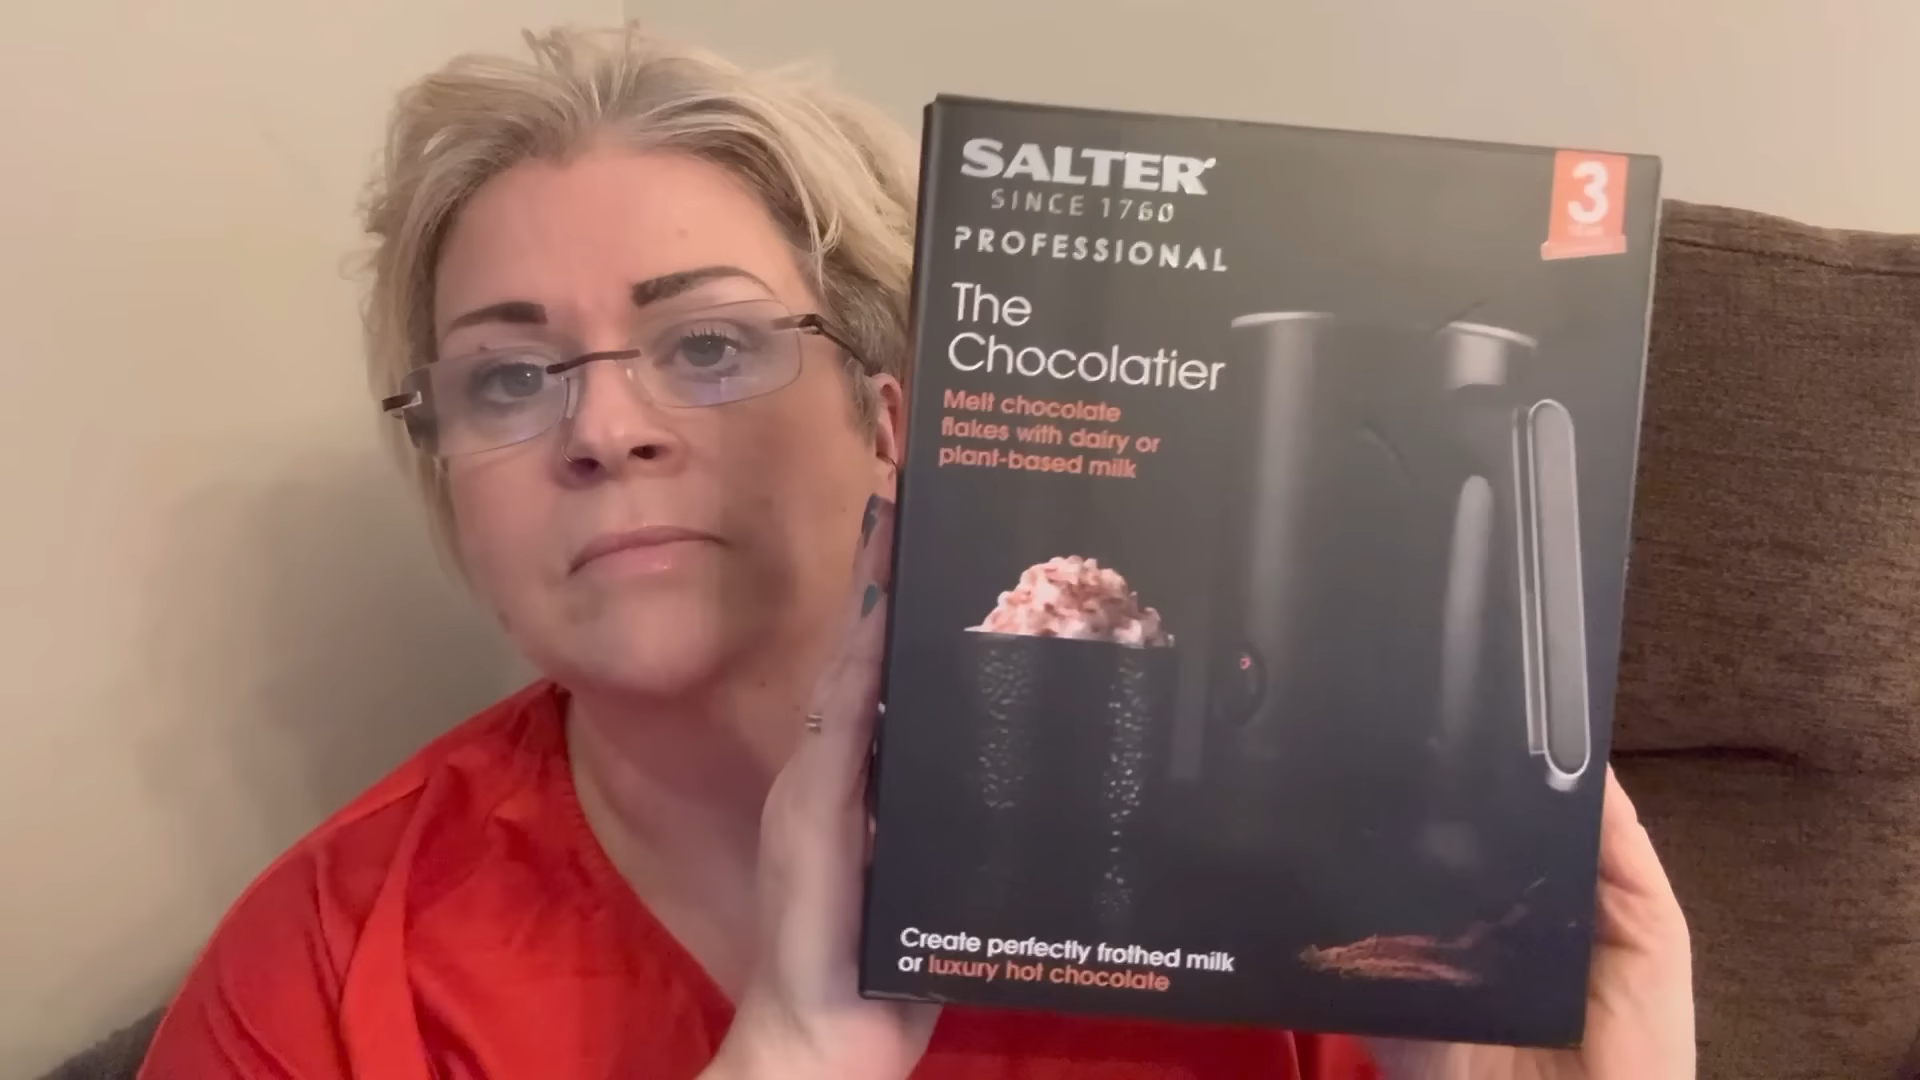 SALTER
SINCE 1760
PROFESSIONAL
3
The
Chocolatier
Melt chocolate
flakes with dairy or
plant-based milk
Create perfectly frothed milk
or luxury hot chocolate